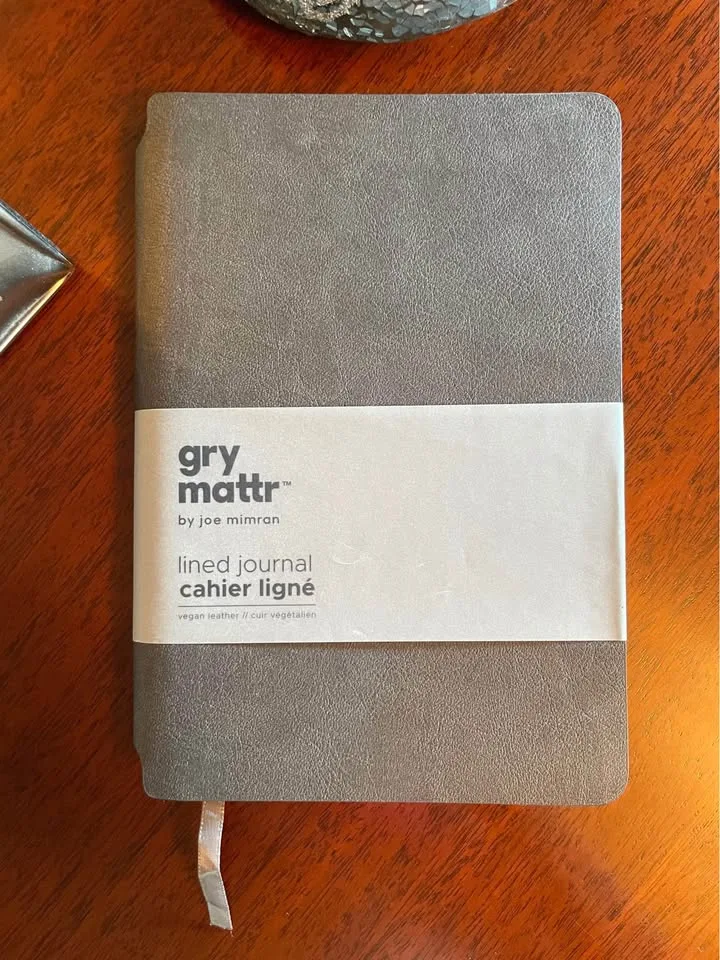 gry
mattr™
by joe mimran
lined journal
cahier ligné
vegan leather // cuir végétalien